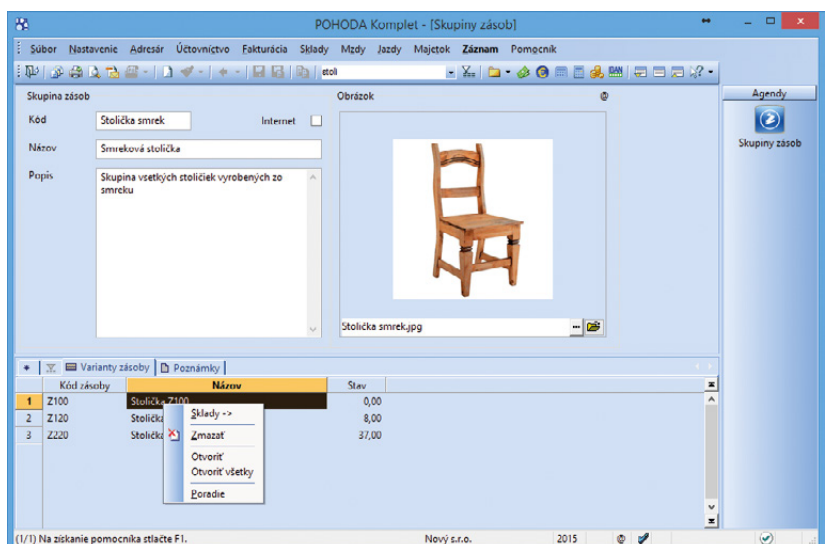 POHODA Komplet - [Skupiny zásob]
Súbor Nastavenie Adresár Účtovníctvo Fakturácia Sklady Mzdy Jazdy Majetok Záznam Pomocník
stoli
Skupina zásob
Kód Stolička smrek Internet
Názov Smreková stolička
Popis Skupina vsetkých stoličiek vyrobených zo
smreku
Obrázok @
Stolička smrek.jpg ...
Agendy
Skupiny zásob
Varianty zásoby Poznámky
Kód zásoby Názov Stav
1 Z100 Stolička Z100 0,00
2 Z120 8,00
3 Z220 37,00
Sklady ->
Zmazať
Otvoriť
Otvoriť všetky
Poradie
(1/1) Na získanie pomocníka stlačte F1. Nový s.r.o. 2015 @